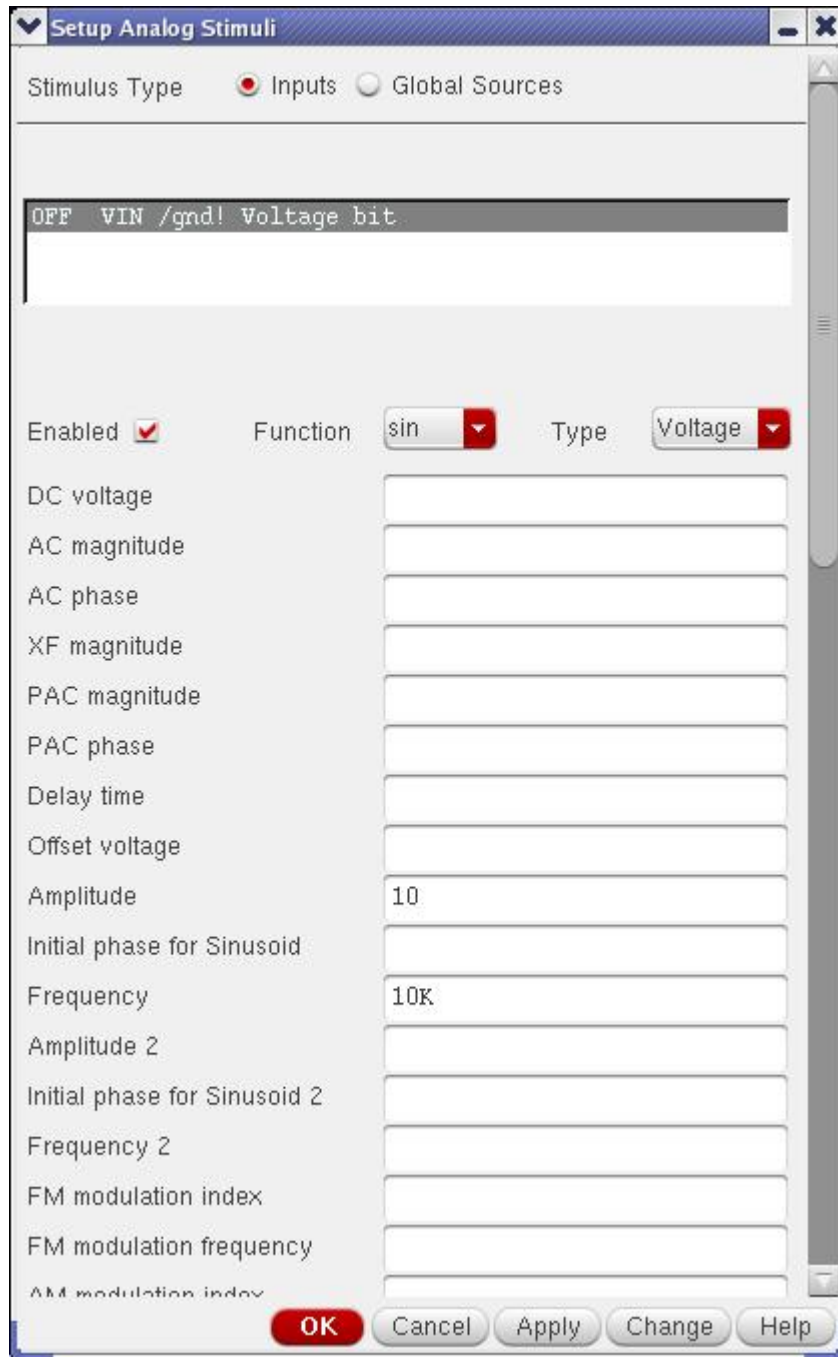 Setup Analog Stimuli
Stimulus Type Inputs Global Sources
OFF VIN /gnd! Voltage bit
Enabled Function sin Type Voltage
DC voltage
AC magnitude
AC phase
XF magnitude
PAC magnitude
PAC phase
Delay time
Offset voltage
Amplitude 10
Initial phase for Sinusoid
Frequency 10K
Amplitude 2
Initial phase for Sinusoid 2
Frequency 2
FM modulation index
FM modulation frequency
AM modulation index
OK Cancel Apply Change Help